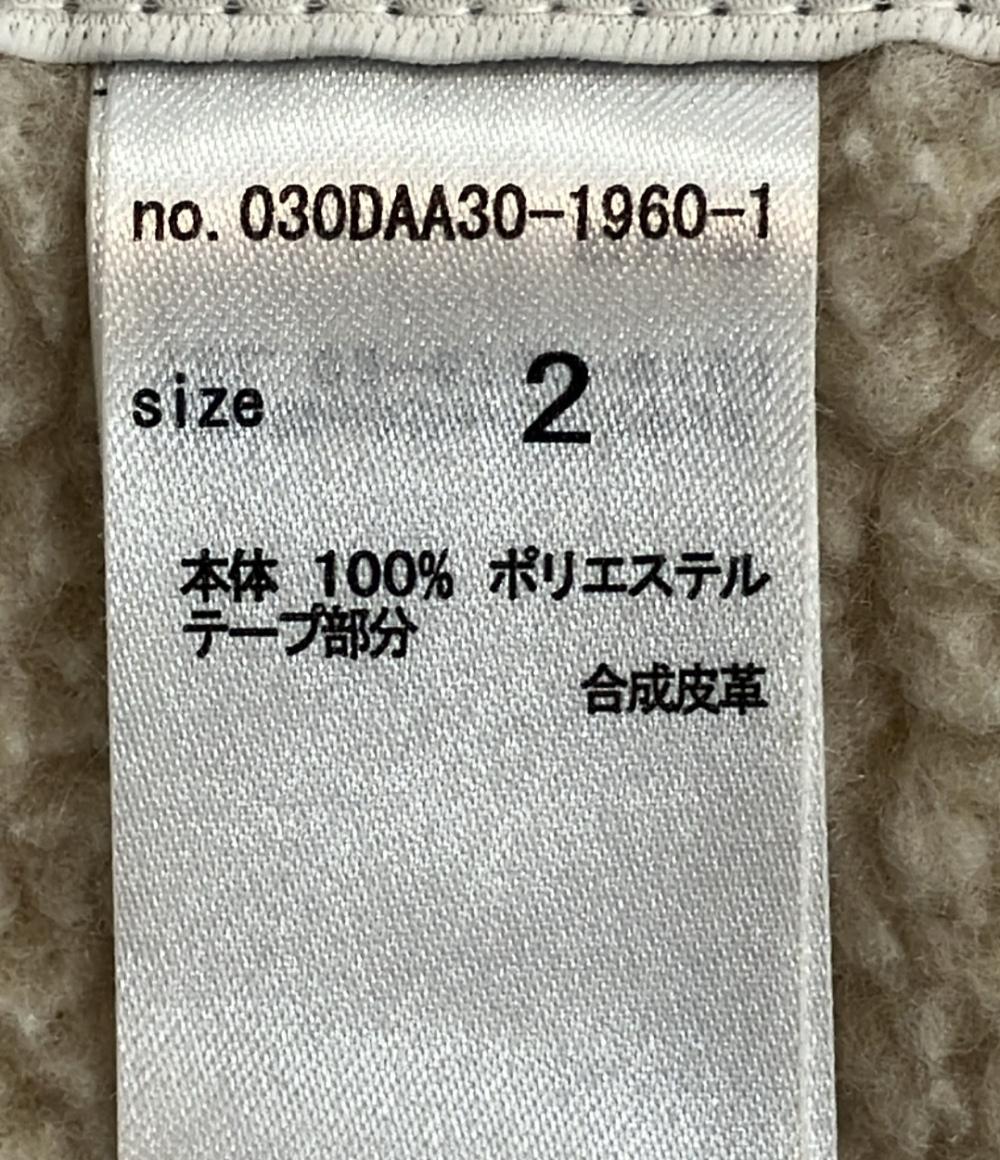 no. 030DAA30-1960-1
size 2
本体 100% ポリエステル
テープ部分
合成皮革